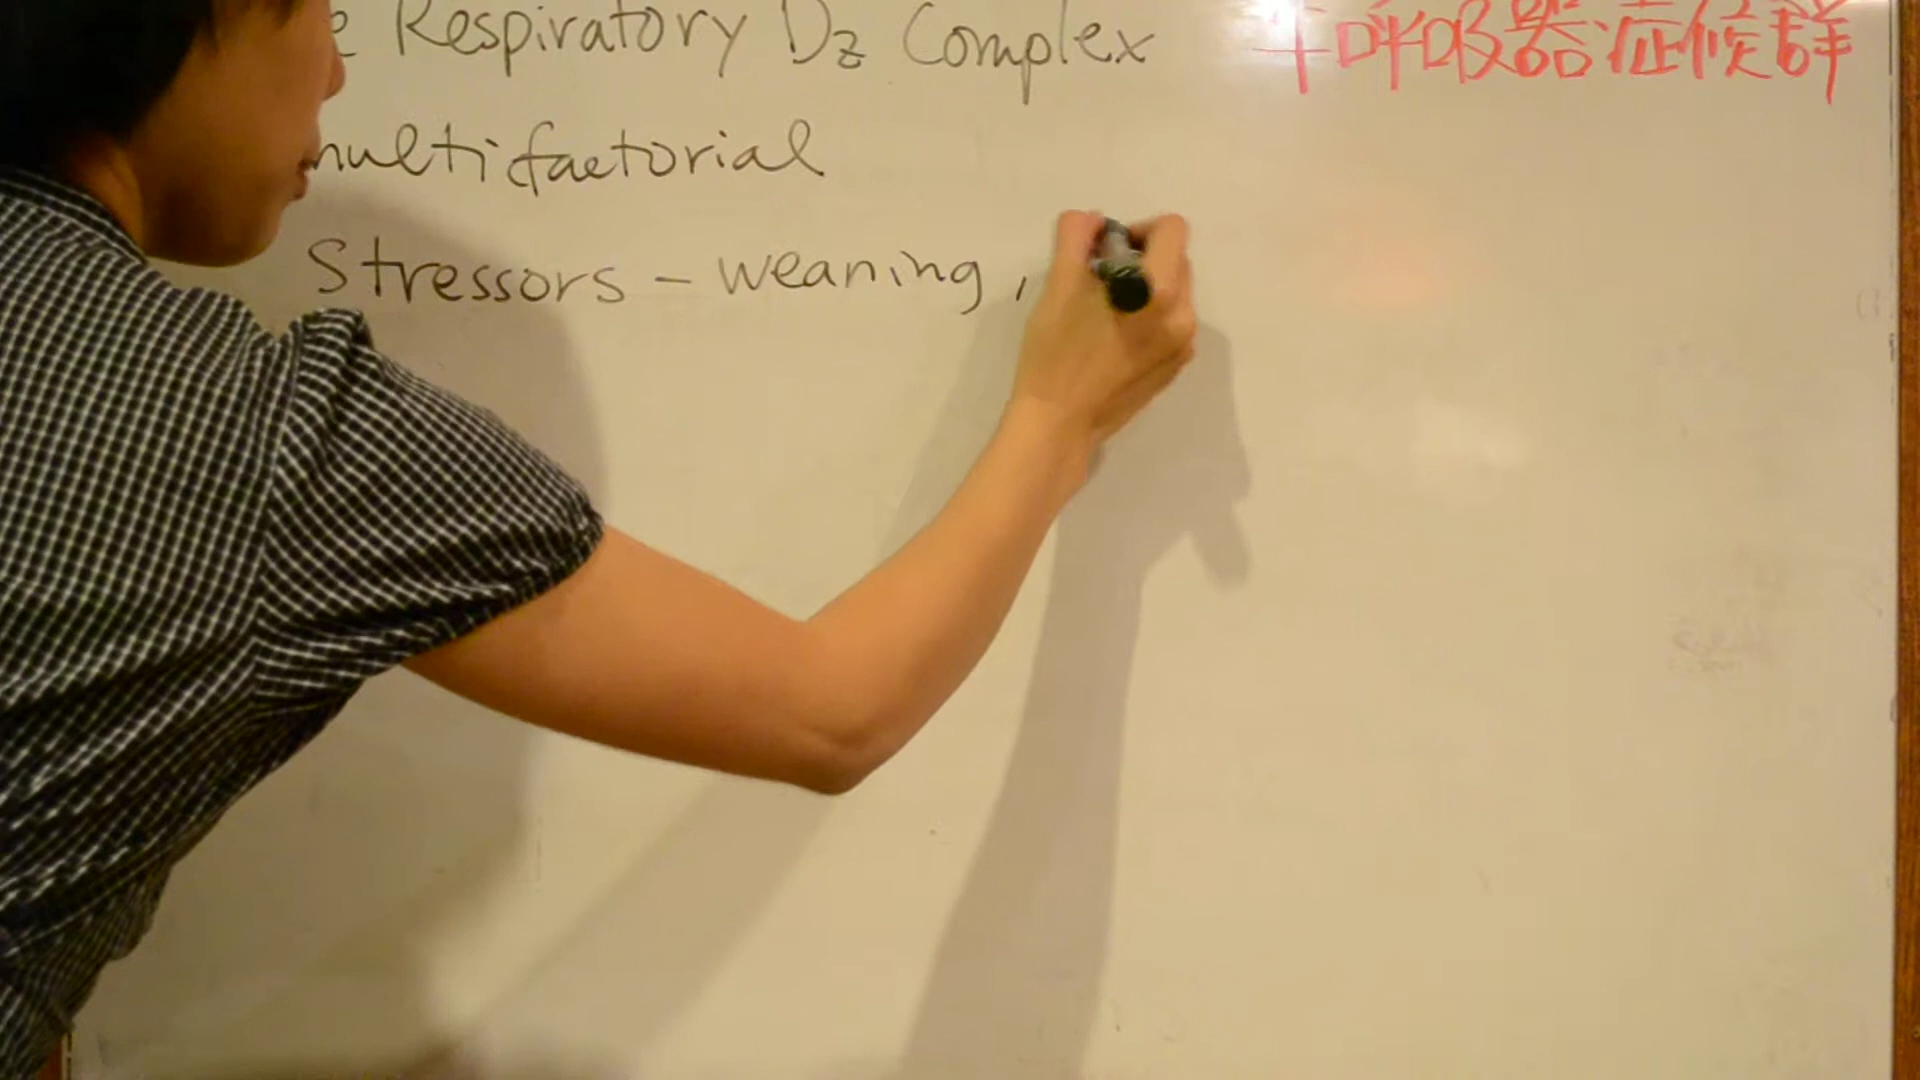 Respiratory Dz Complex 牛呼吸器症候群
multifactorial
Stressors - weaning,